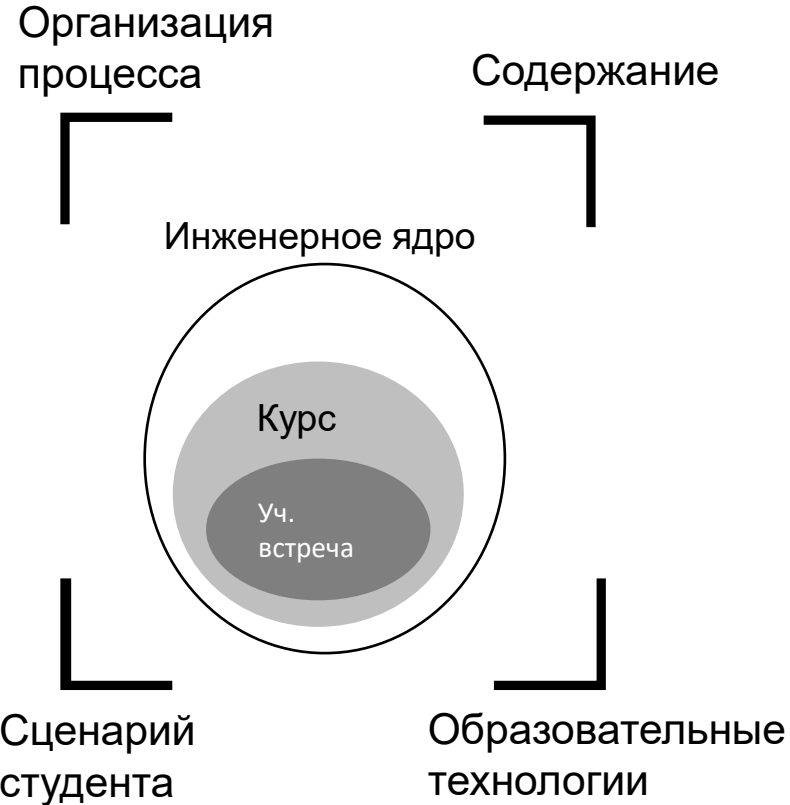 Организация
процесса
Содержание
Инженерное ядро
Курс
Уч.
встреча
Сценарий
студента
Образовательные
технологии